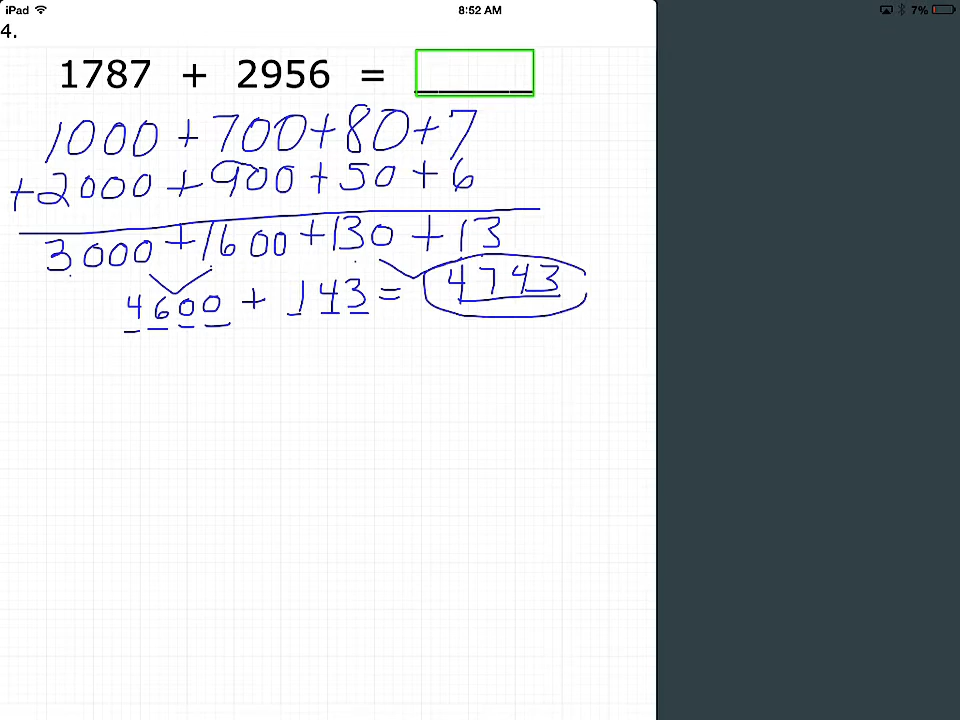 iPad 8:52 AM 7%
4.
1787 + 2956 = _____
1000 + 700 + 80 + 7
+2000 + 900 + 50 + 6
3000 + 1600 + 130 + 13
4600 + 143 = 4743